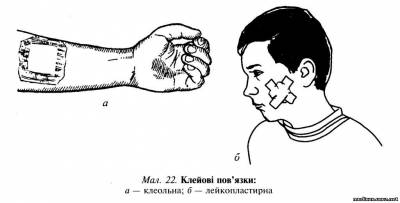 а
б
Мал. 22. Клейові пов'язки:
а — клеольна; б — лейкопластирна